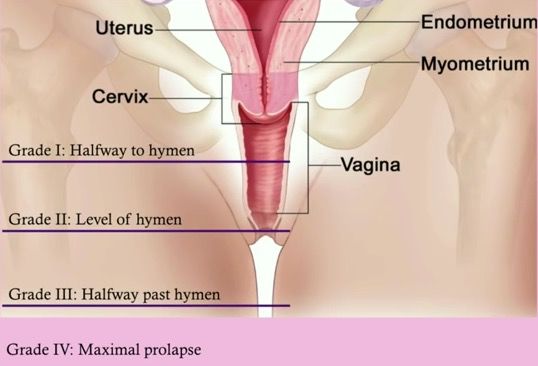 Uterus
Endometrium
Myometrium
Cervix
Grade I: Halfway to hymen
Vagina
Grade II: Level of hymen
Grade III: Halfway past hymen
Grade IV: Maximal prolapse